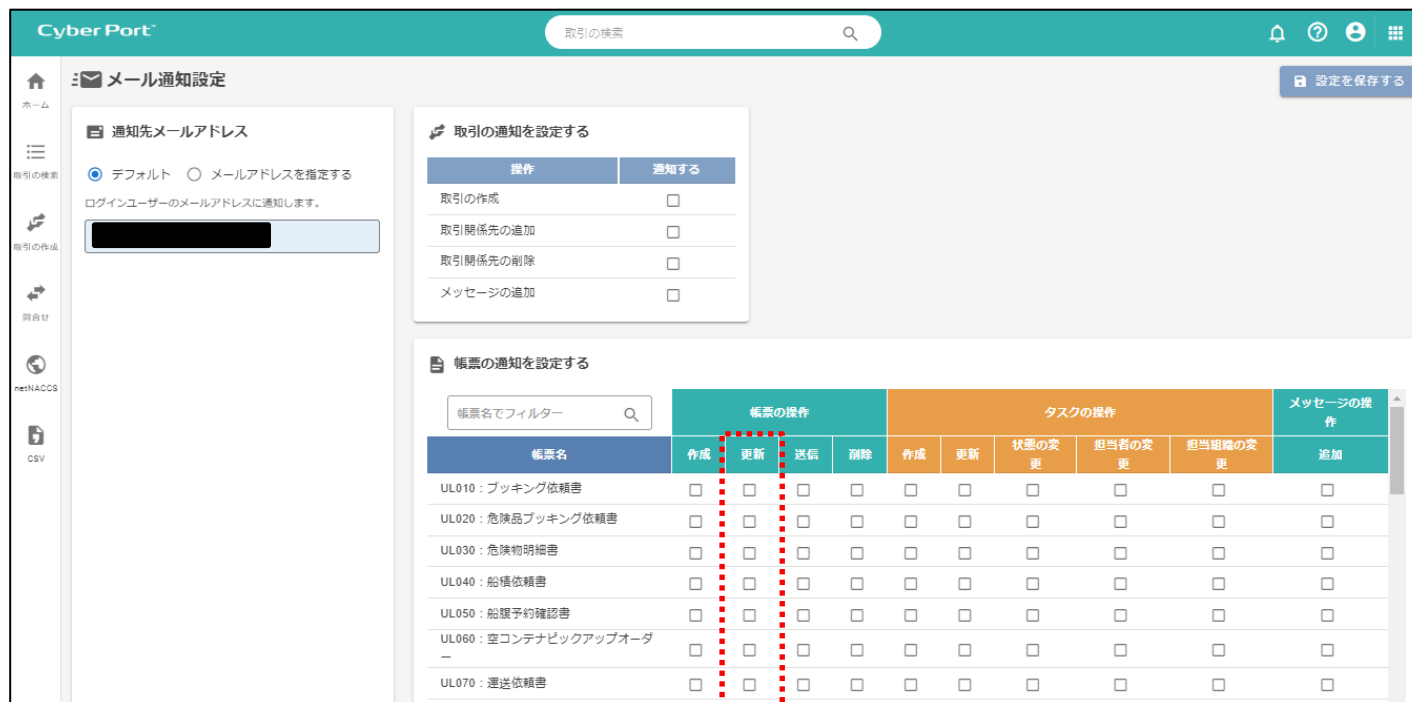 Cyber Port
取引の検索
メール通知設定
設定を保存する
ホーム
取引の検索
取引の作成
問合せ
netNACCS
CSV
通知先メールアドレス
デフォルト メールアドレスを指定する
ログインユーザーのメールアドレスに通知します。
取引の通知を設定する
操作 通知する
取引の作成
取引関係先の追加
取引関係先の削除
メッセージの追加
帳票の通知を設定する
帳票名でフィルター 帳票の操作 タスクの操作 メッセージの操
作
帳票名 作成 更新 送信 削除 作成 更新 状態の変 担当者の変 担当組織の変 追加
更 更 更
UL010：ブッキング依頼書
UL020：危険品ブッキング依頼書
UL030：危険物明細書
UL040：船積依頼書
UL050：船腹予約確認書
UL060：空コンテナピックアップオーダ
ー
UL070：運送依頼書